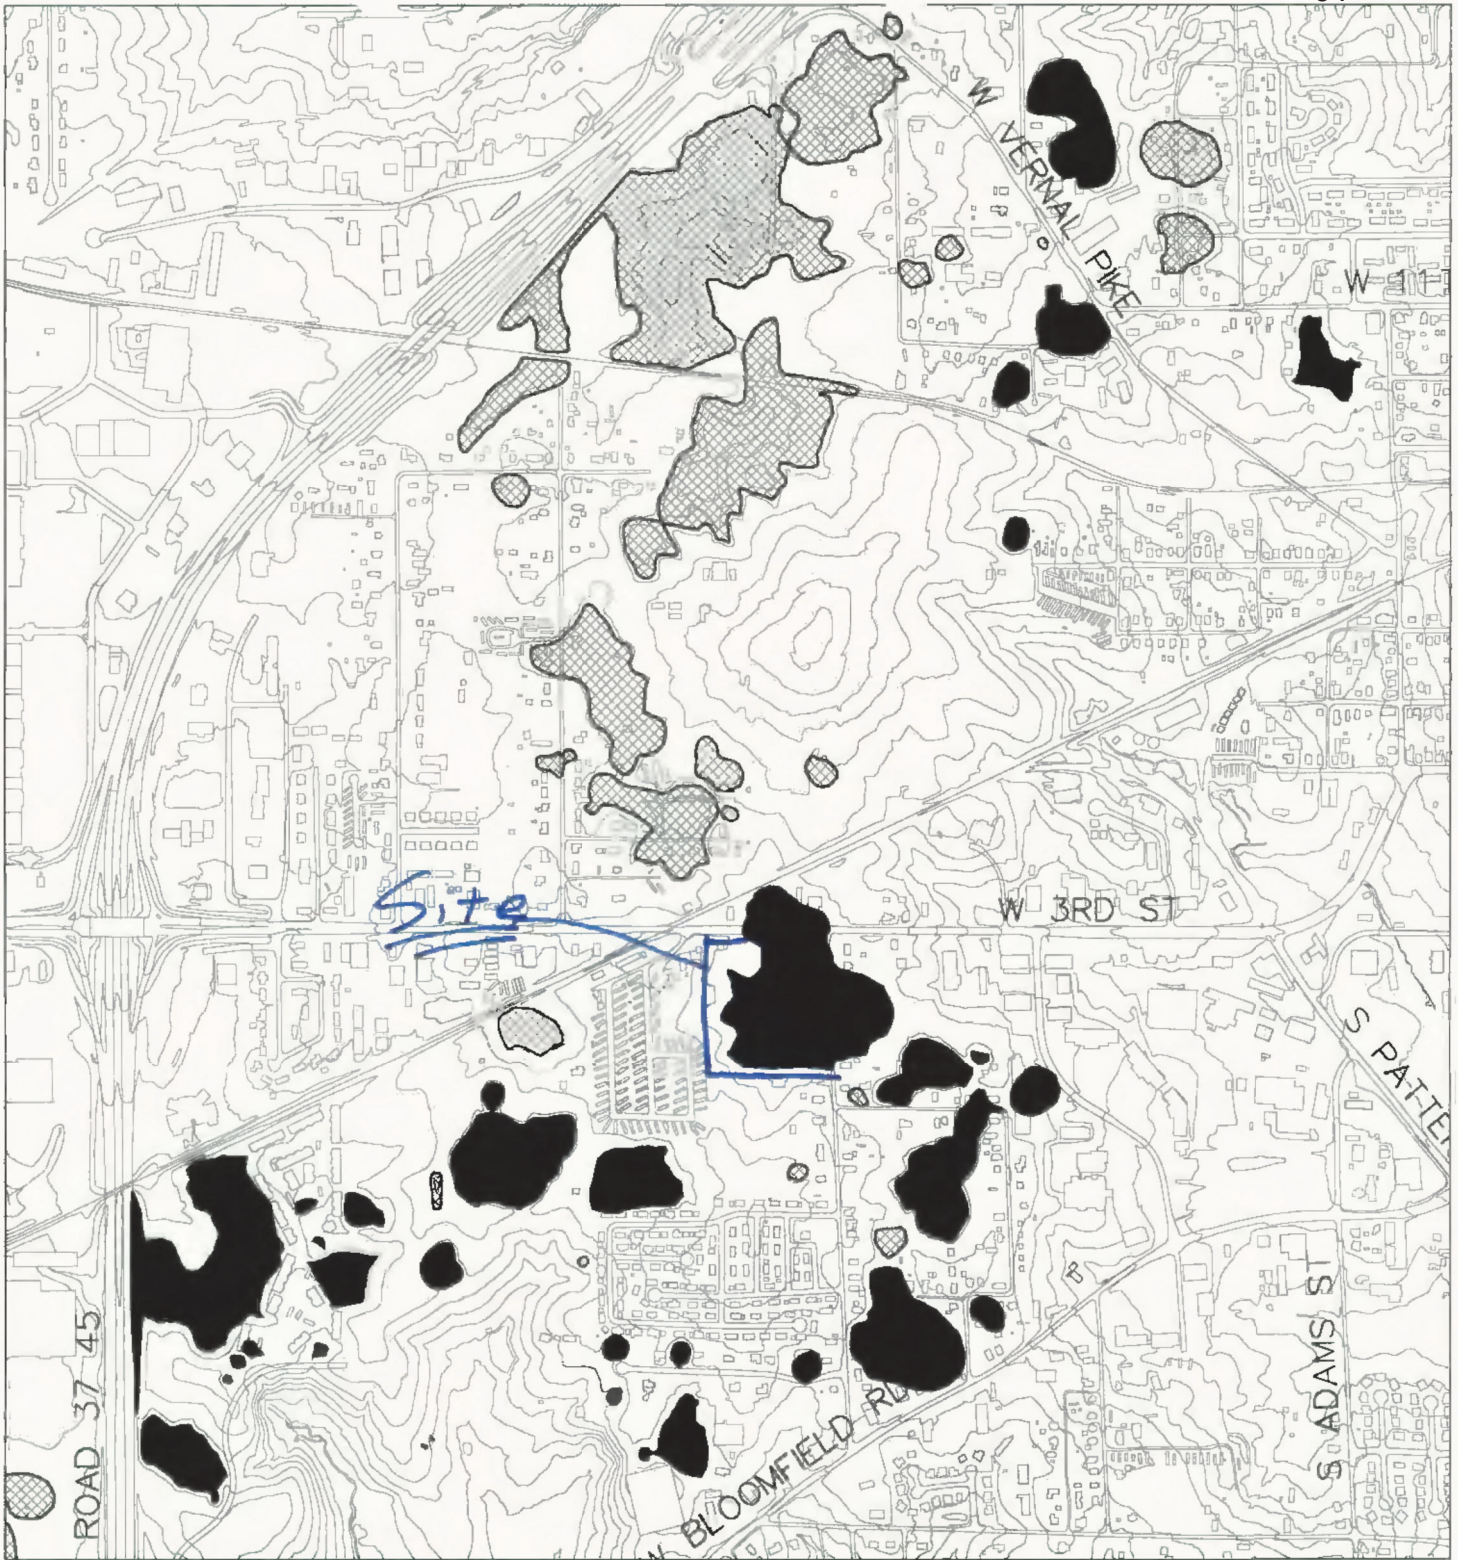 W VERNAL PIKE
W 11T
Site
W 3RD ST
S PATTE
ROAD 37 45
S ADAMS ST
W BLOOMFIELD RD